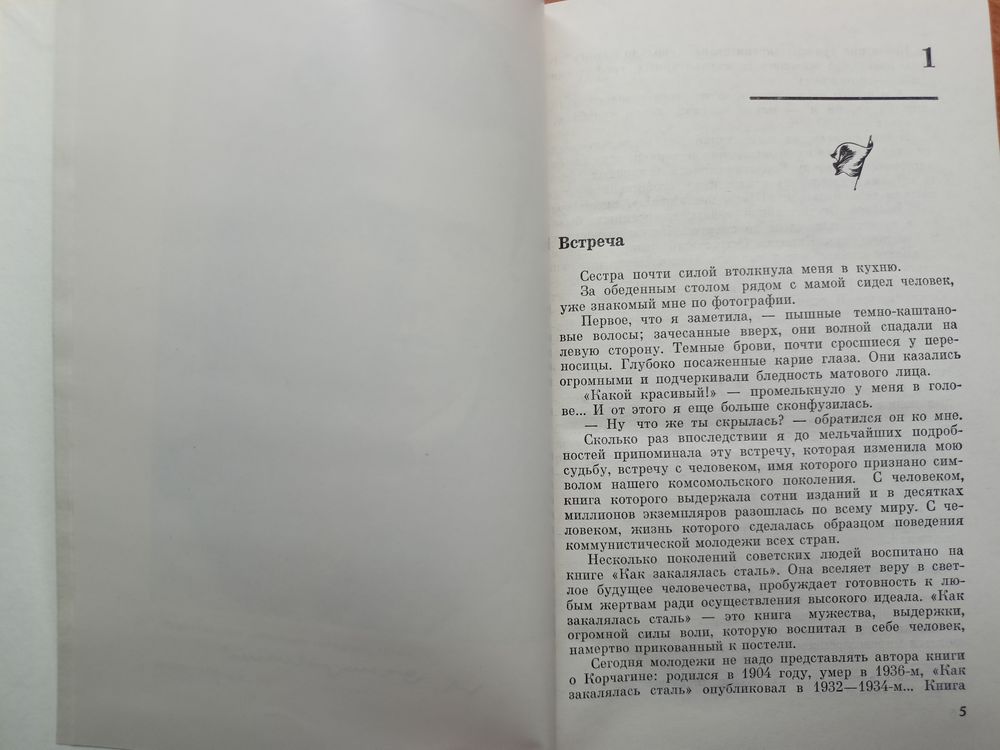 1
Встреча
Сестра почти силой втолкнула меня в кухню.
За обеденным столом рядом с мамой сидел человек,
уже знакомый мне по фотографии.
Первое, что я заметила, — пышные темно-каштано-
вые волосы; зачесанные вверх, они волной спадали на
левую сторону. Темные брови, почти сросшиеся у пере-
носицы. Глубоко посаженные карие глаза. Они казались
огромными и подчеркивали бледность матового лица.
«Какой красивый!» — промелькнуло у меня в голо-
ве... И от этого я еще больше сконфузилась.
— Ну что же ты скрылась? — обратился он ко мне.
Сколько раз впоследствии я до мельчайших подроб-
ностей припоминала эту встречу, которая изменила мою
судьбу, встречу с человеком, имя которого признано сим-
волом нашего комсомольского поколения. С человеком,
книга которого выдержала сотни изданий и в десятках
миллионов экземпляров разошлась по всему миру. С че-
ловеком, жизнь которого сделалась образцом поведения
коммунистической молодежи всех стран.
Несколько поколений советских людей воспитано на
книге «Как закалялась сталь». Она вселяет веру в свет-
лое будущее человечества, пробуждает готовность к лю-
бым жертвам ради осуществления высокого идеала. «Как
закалялась сталь» — это книга мужества, выдержки,
огромной силы воли, которую воспитал в себе человек,
намертво прикованный к постели.
Сегодня молодежи не надо представлять автора книги
о Корчагине: родился в 1904 году, умер в 1936-м, «Как
закалялась сталь» опубликовал в 1932—1934-м... Книга
5